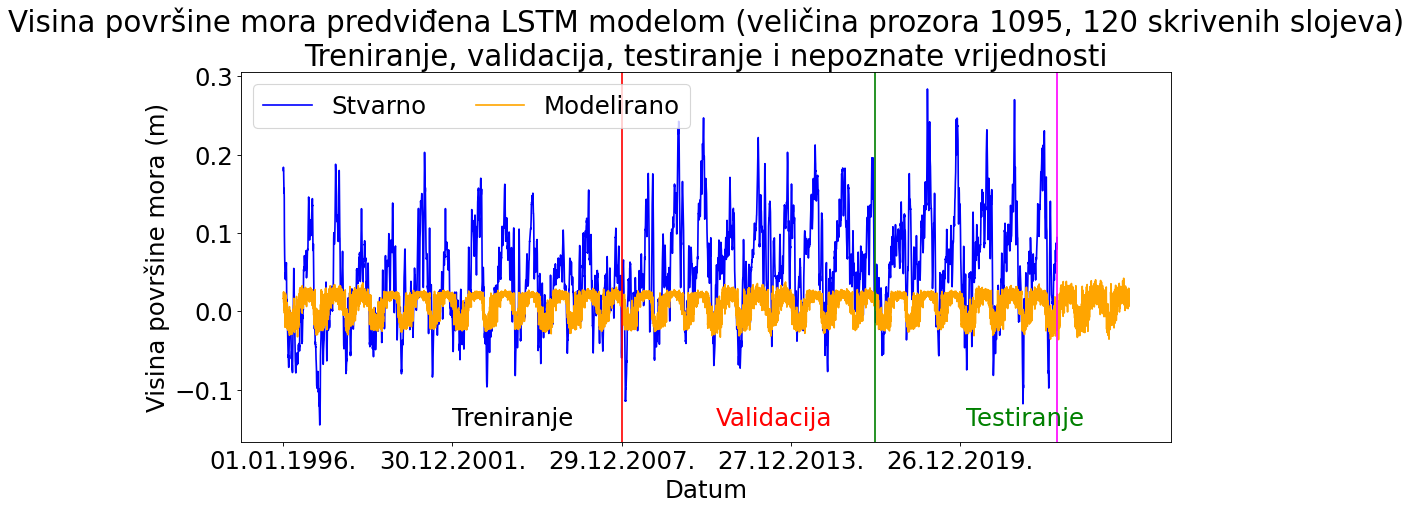 Visina površine mora predviđena LSTM modelom (veličina prozora 1095, 120 skrivenih slojeva)
Treniranje, validacija, testiranje i nepoznate vrijednosti
Stvarno
Modelirano
Visina površine mora (m)
0.3
0.2
0.1
0.0
−0.1
Treniranje
Validacija
Testiranje
01.01.1996.
30.12.2001.
29.12.2007.
27.12.2013.
26.12.2019.
Datum